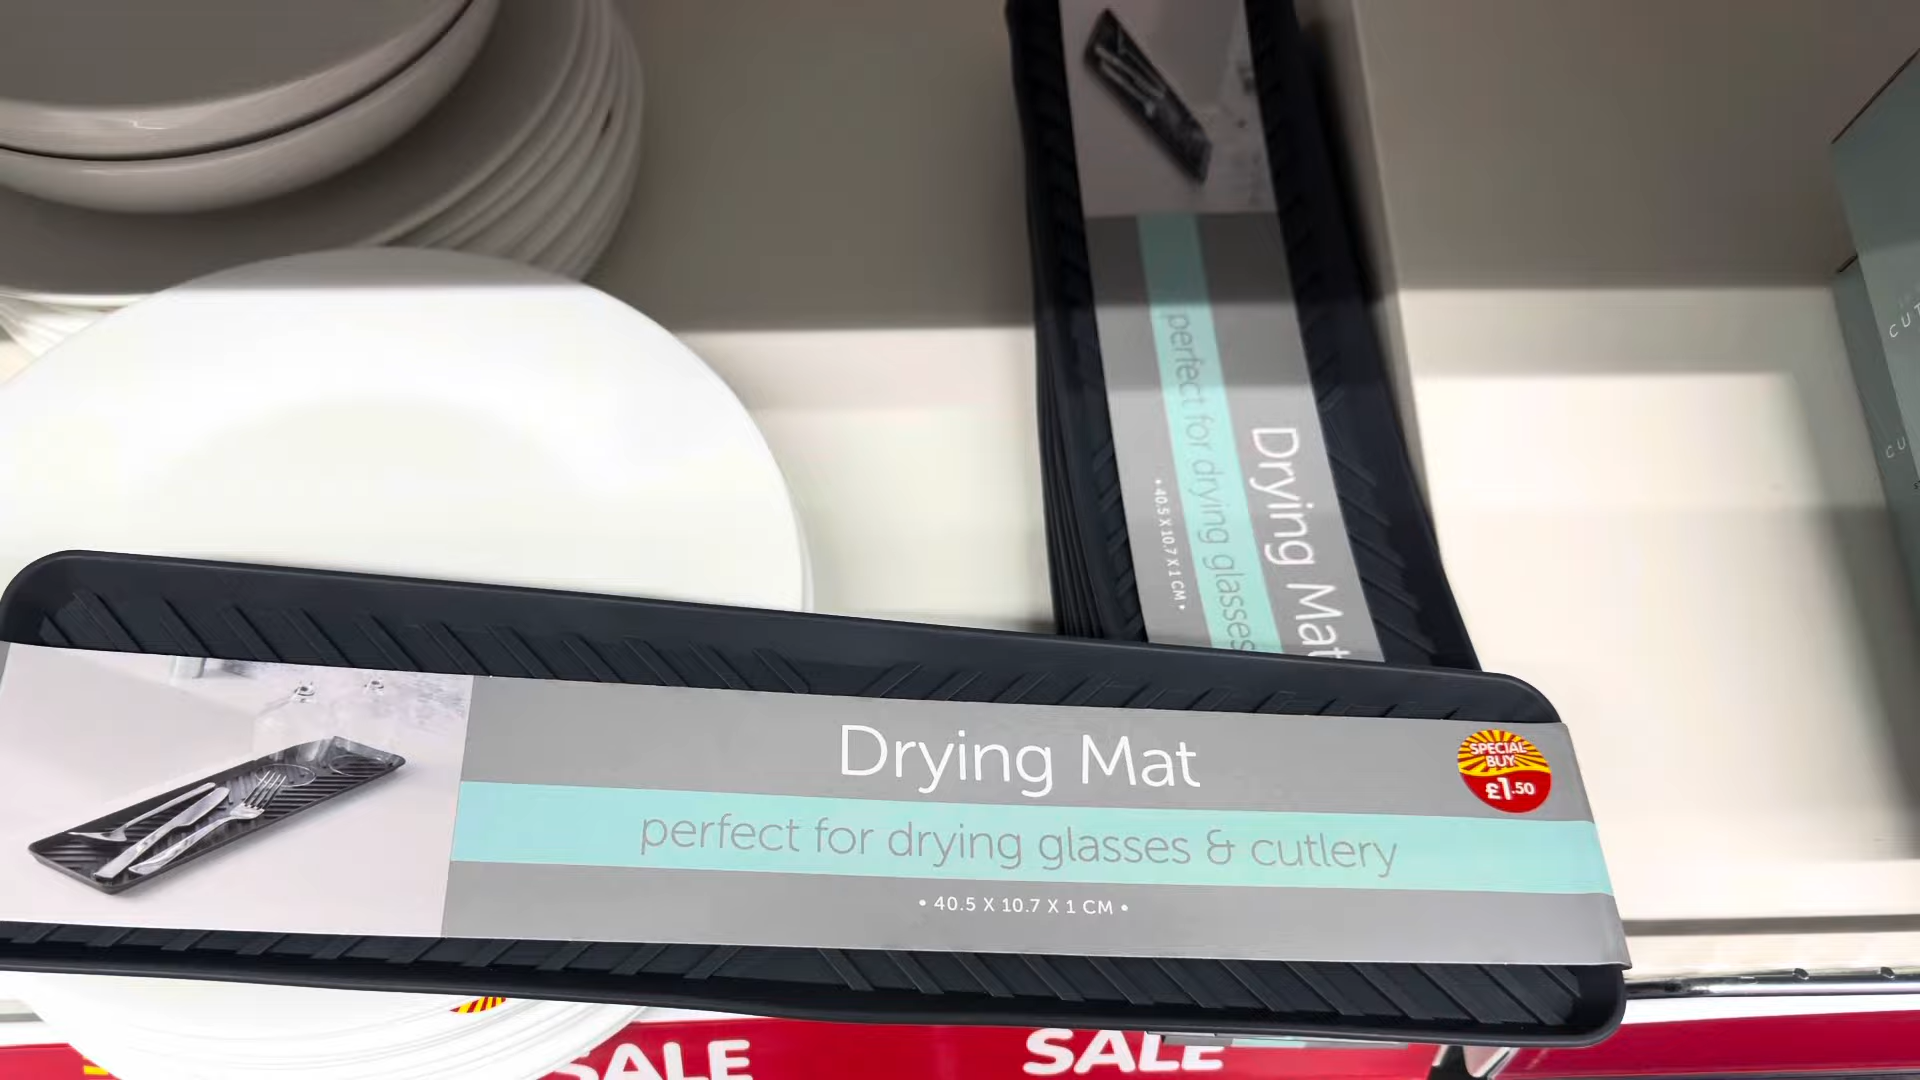 Drying Mat
perfect for drying glasses
• 40.5 X 10.7 X 1 CM •
Drying Mat
perfect for drying glasses & cutlery
• 40.5 X 10.7 X 1 CM •
SPECIAL
BUY
£1.50
SALE
SALE